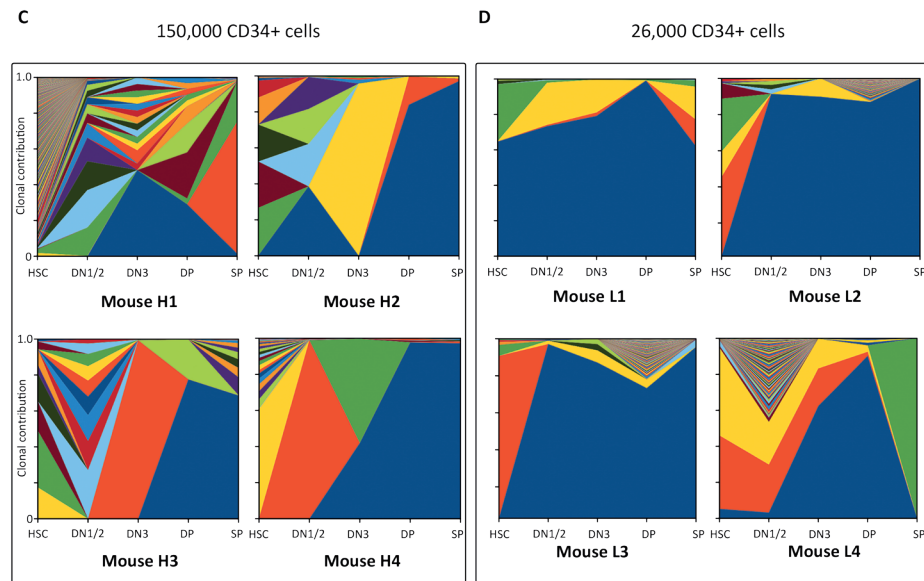 C
150,000 CD34+ cells
D
26,000 CD34+ cells
Clonal contribution
1.0
0
HSC DN1/2 DN3 DP SP
Mouse H1
HSC DN1/2 DN3 DP SP
Mouse H2
HSC DN1/2 DN3 DP SP
Mouse L1
HSC DN1/2 DN3 DP SP
Mouse L2
Clonal contribution
1.0
0
HSC DN1/2 DN3 DP SP
Mouse H3
HSC DN1/2 DN3 DP SP
Mouse H4
HSC DN1/2 DN3 DP SP
Mouse L3
HSC DN1/2 DN3 DP SP
Mouse L4